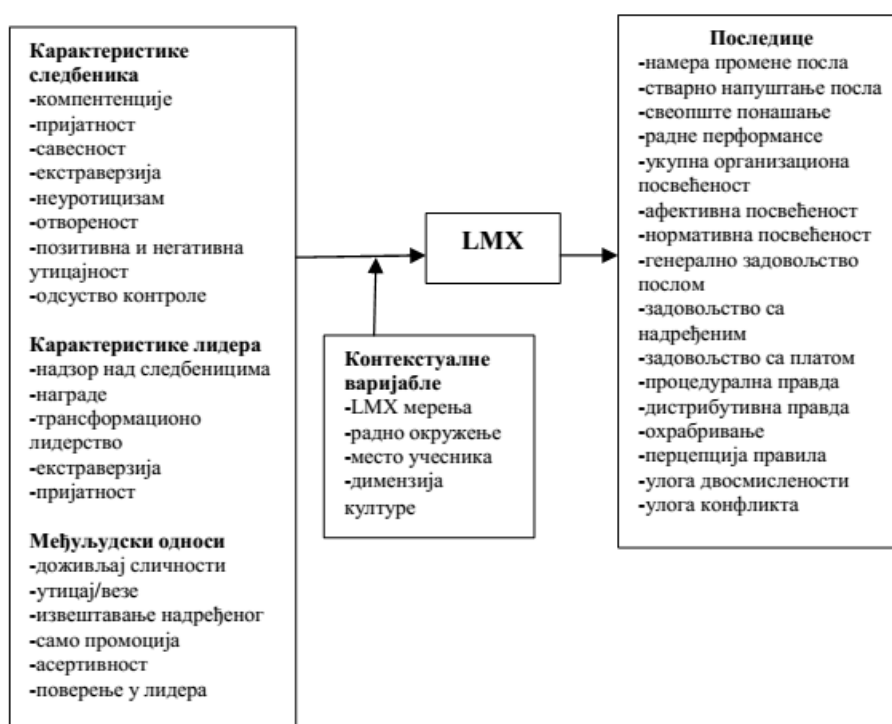 Карактеристике
следбеника
-компентенције
-пријатност
-савесност
-екстраверзија
-неуротицизам
-отвореност
-позитивна и негативна
утицајност
-одсуство контроле
Карактеристике лидера
-надзор над следбеницима
-награде
-трансформационо
лидерство
-екстраверзија
-пријатност
Међуљудски односи
-доживљај сличности
-утицај/везе
-извештавање надређеног
-само промоција
-асертивност
-поверење у лидера
LMX
Контекстуалне
варијабле
-LMX мерења
-радно окружење
-место учесника
-димензија
културе
Последице
-намера промене посла
-стварно напуштање посла
-свеопште понашање
-радне перформансе
-укупна организациона
посвећеност
-афективна посвећеност
-нормативна посвећеност
-генерално задовољство
послом
-задовољство са
надређеним
-задовољство са платом
-процедурална правда
-дистрибутивна правда
-охрабривање
-перцепција правила
-улога двосмислености
-улога конфликта